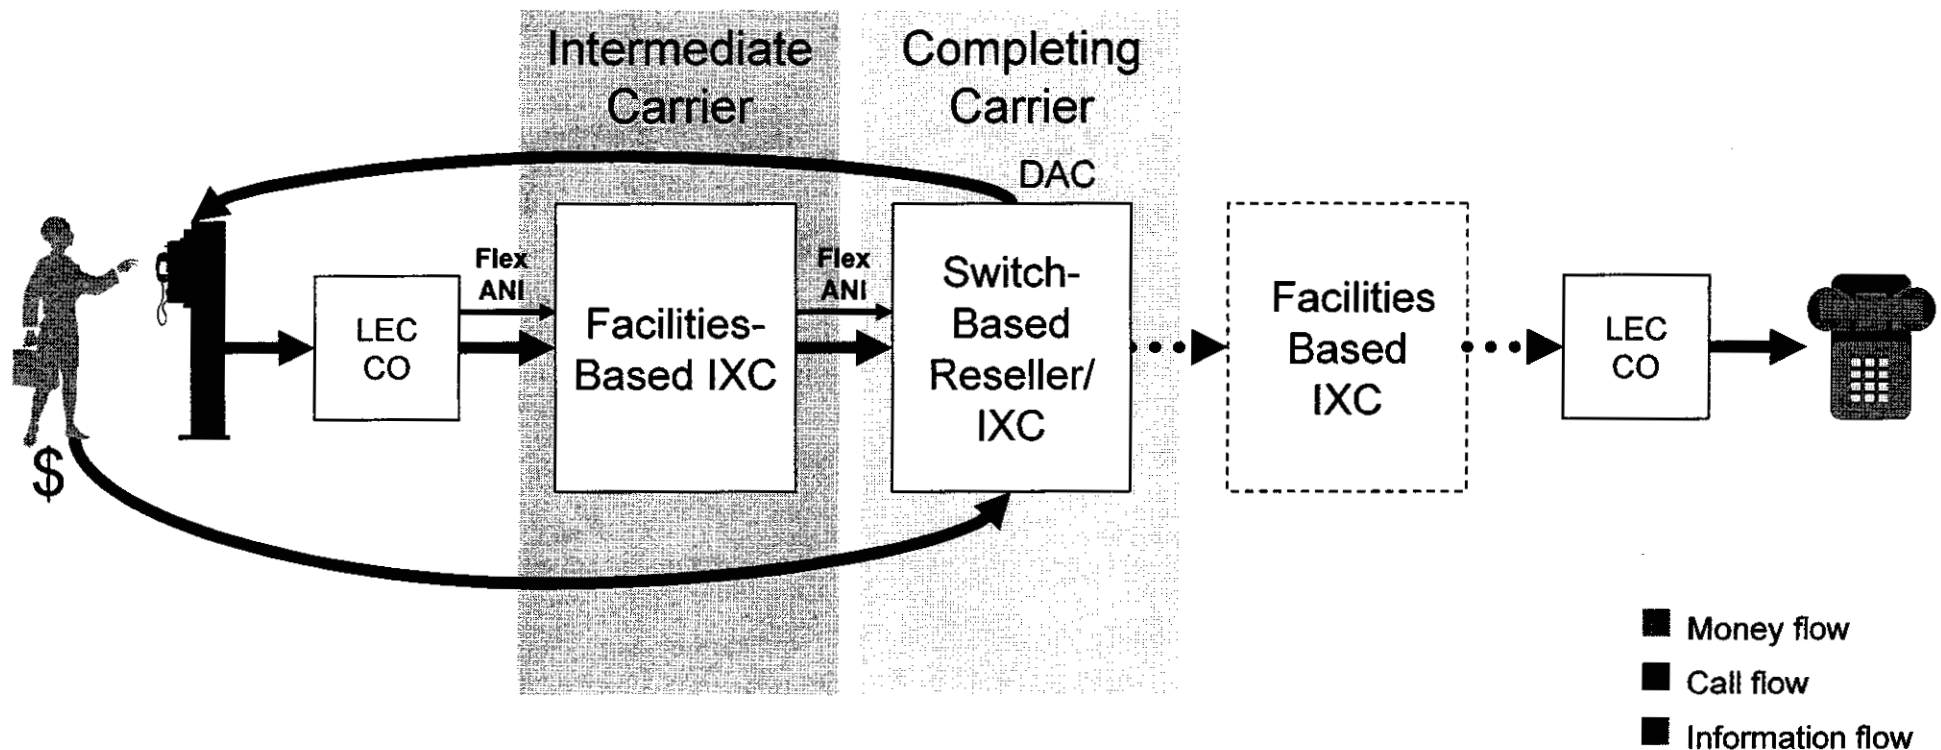 Intermediate
Carrier
Completing
Carrier
DAC
Flex
ANI
Flex
ANI
LEC
CO
Facilities-
Based IXC
Switch-
Based
Reseller/
IXC
Facilities
Based
IXC
LEC
CO
$
Money flow
Call flow
Information flow